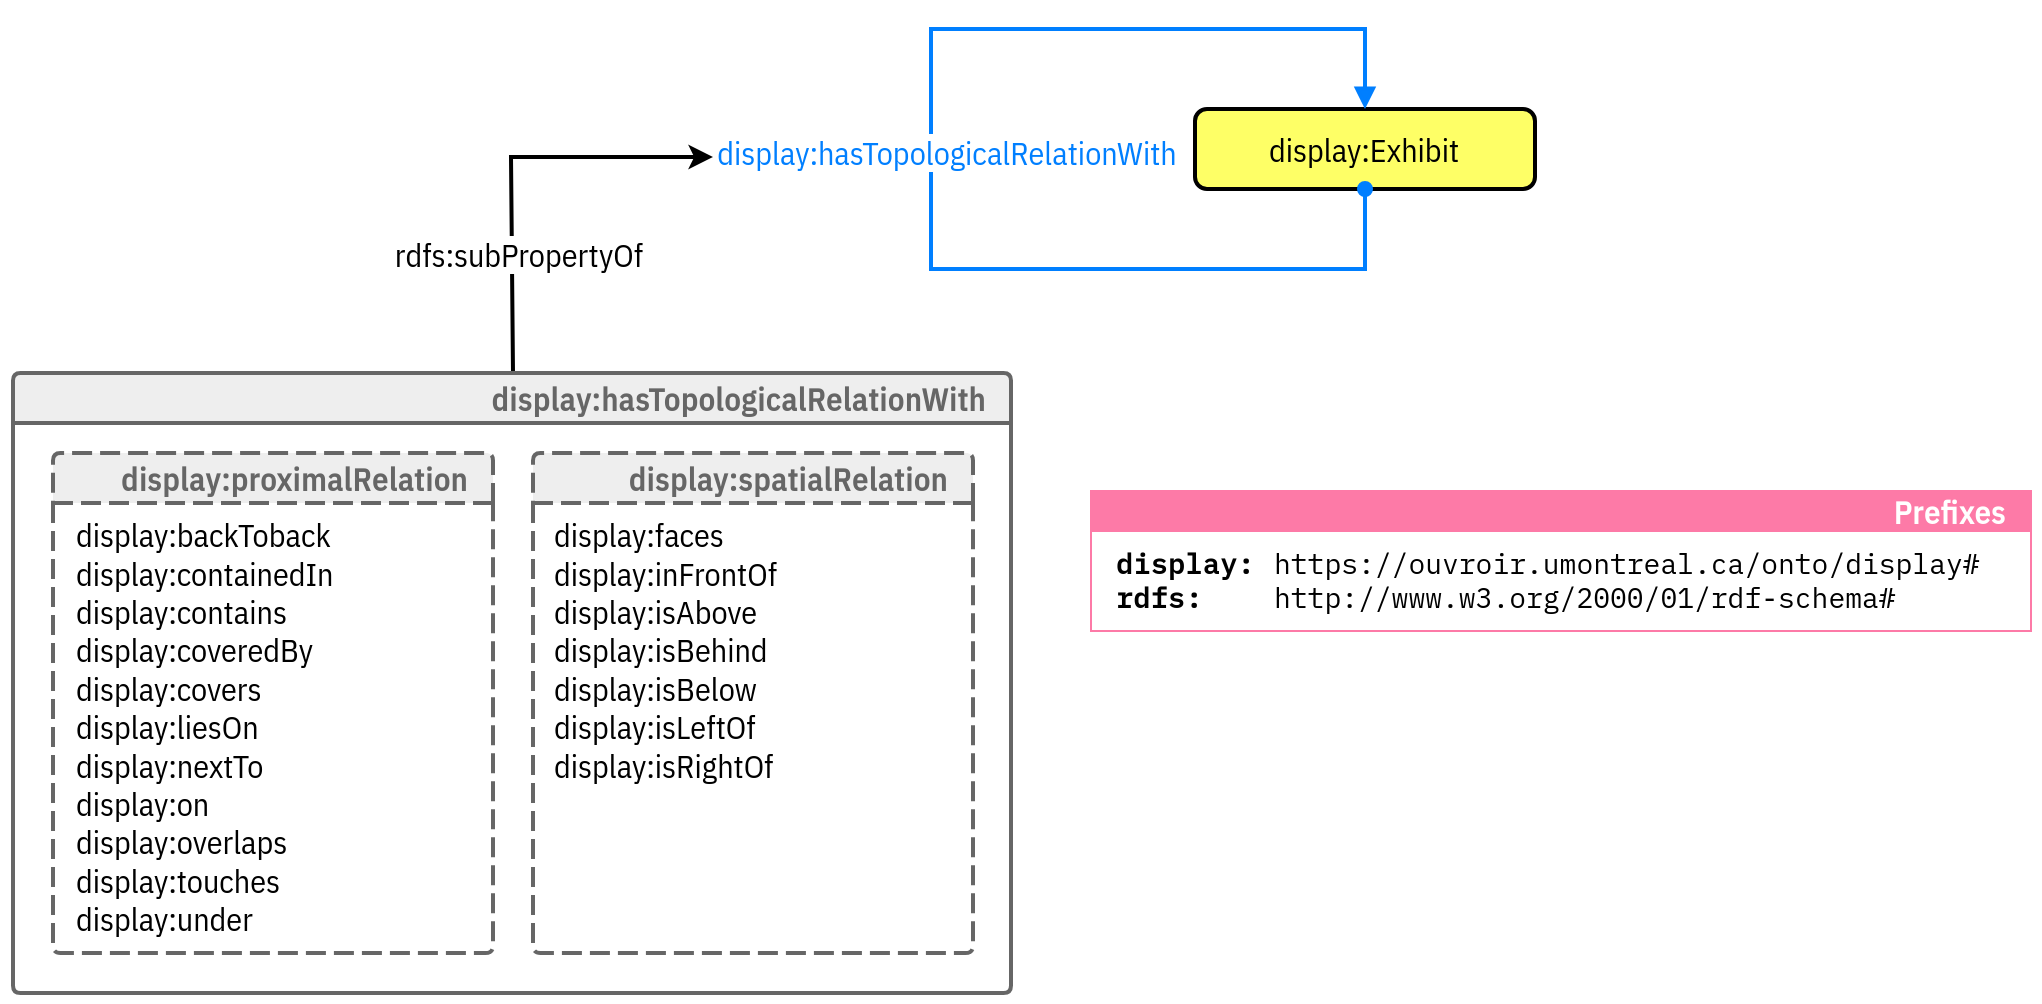 display:hasTopologicalRelationWith
display:Exhibit
rdfs:subPropertyOf
display:hasTopologicalRelationWith
display:proximalRelation
display:backToback
display:containedIn
display:contains
display:coveredBy
display:covers
display:liesOn
display:nextTo
display:on
display:overlaps
display:touches
display:under
display:spatialRelation
display:faces
display:inFrontOf
display:isAbove
display:isBehind
display:isBelow
display:isLeftOf
display:isRightOf
Prefixes
display: https://ouvroir.umontreal.ca/onto/display#
rdfs: http://www.w3.org/2000/01/rdf-schema#